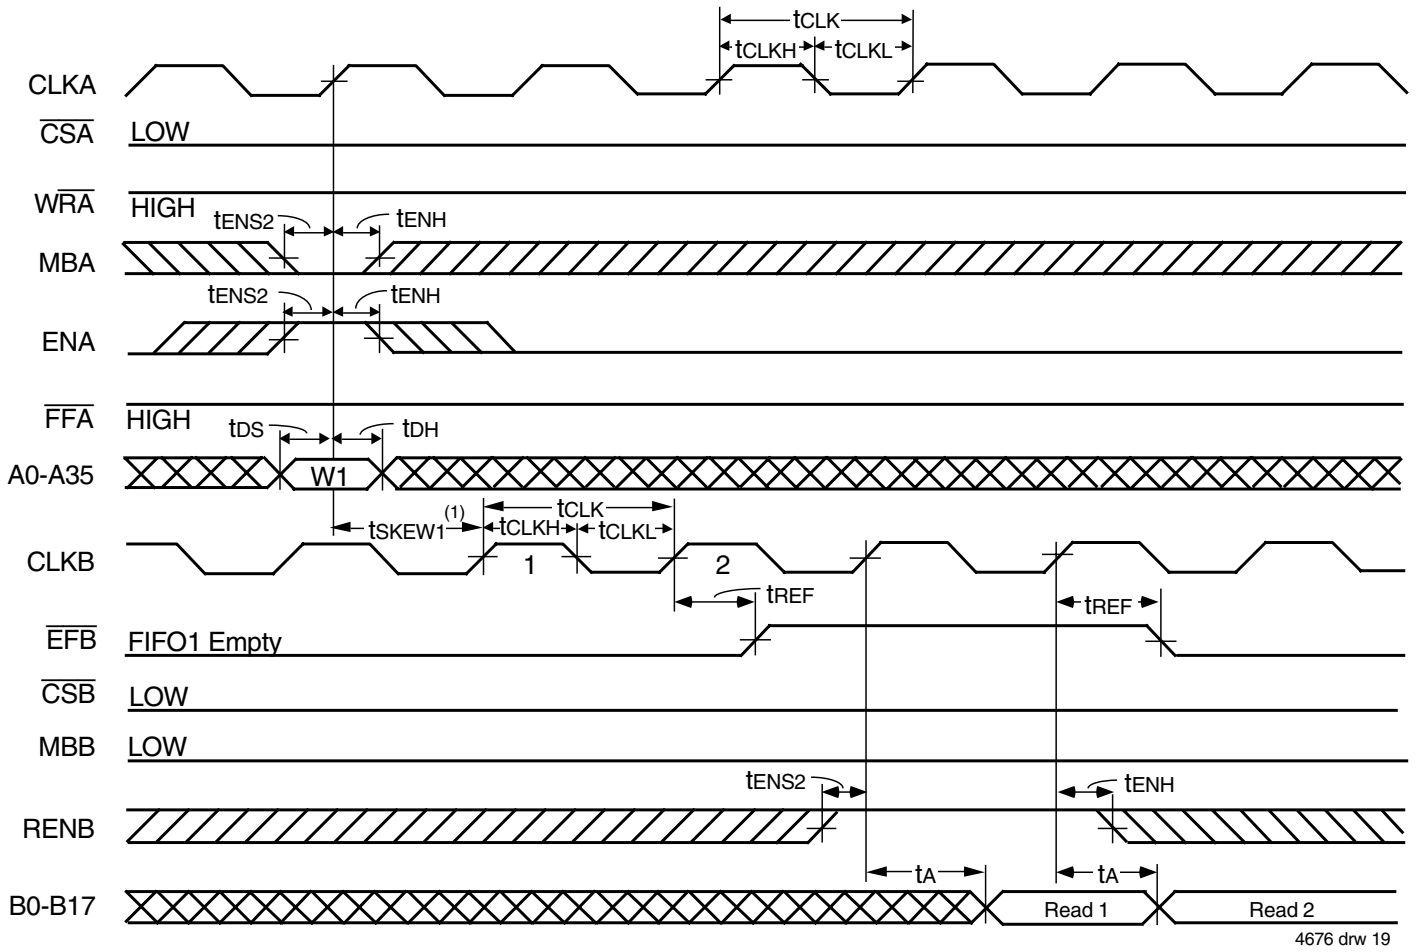 tCLK
tCLKH tCLKL
CLKA
CSA LOW
WRA HIGH
tENS2 tENH
MBA
tENS2 tENH
ENA
FFA HIGH
tDS tDH
A0-A35 W1
tSKEW1(1) tCLK
tCLKH tCLKL
CLKB 1 2
tREF tREF
EFB FIFO1 Empty
CSB LOW
MBB LOW
tENS2 tENH
RENB
tA tA
B0-B17 Read 1 Read 2
4676 drw 19